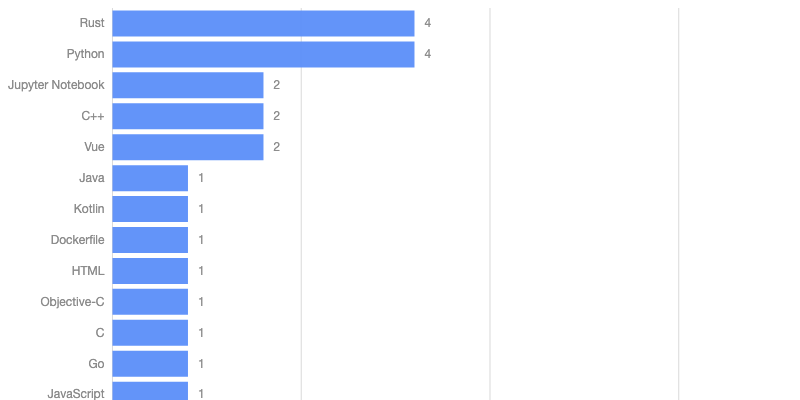 Rust 4
Python 4
Jupyter Notebook 2
C++ 2
Vue 2
Java 1
Kotlin 1
Dockerfile 1
HTML 1
Objective-C 1
C 1
Go 1
JavaScript 1